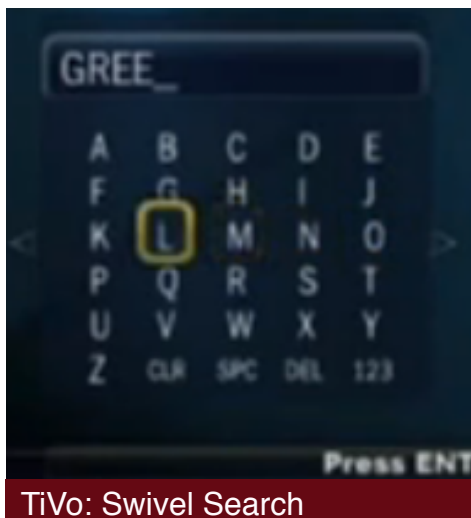 GREE_
A B C D E
F G H I J
K L M N O
P Q R S T
U V W X Y
Z CLR SPC DEL 123
Press ENT
TiVo: Swivel Search